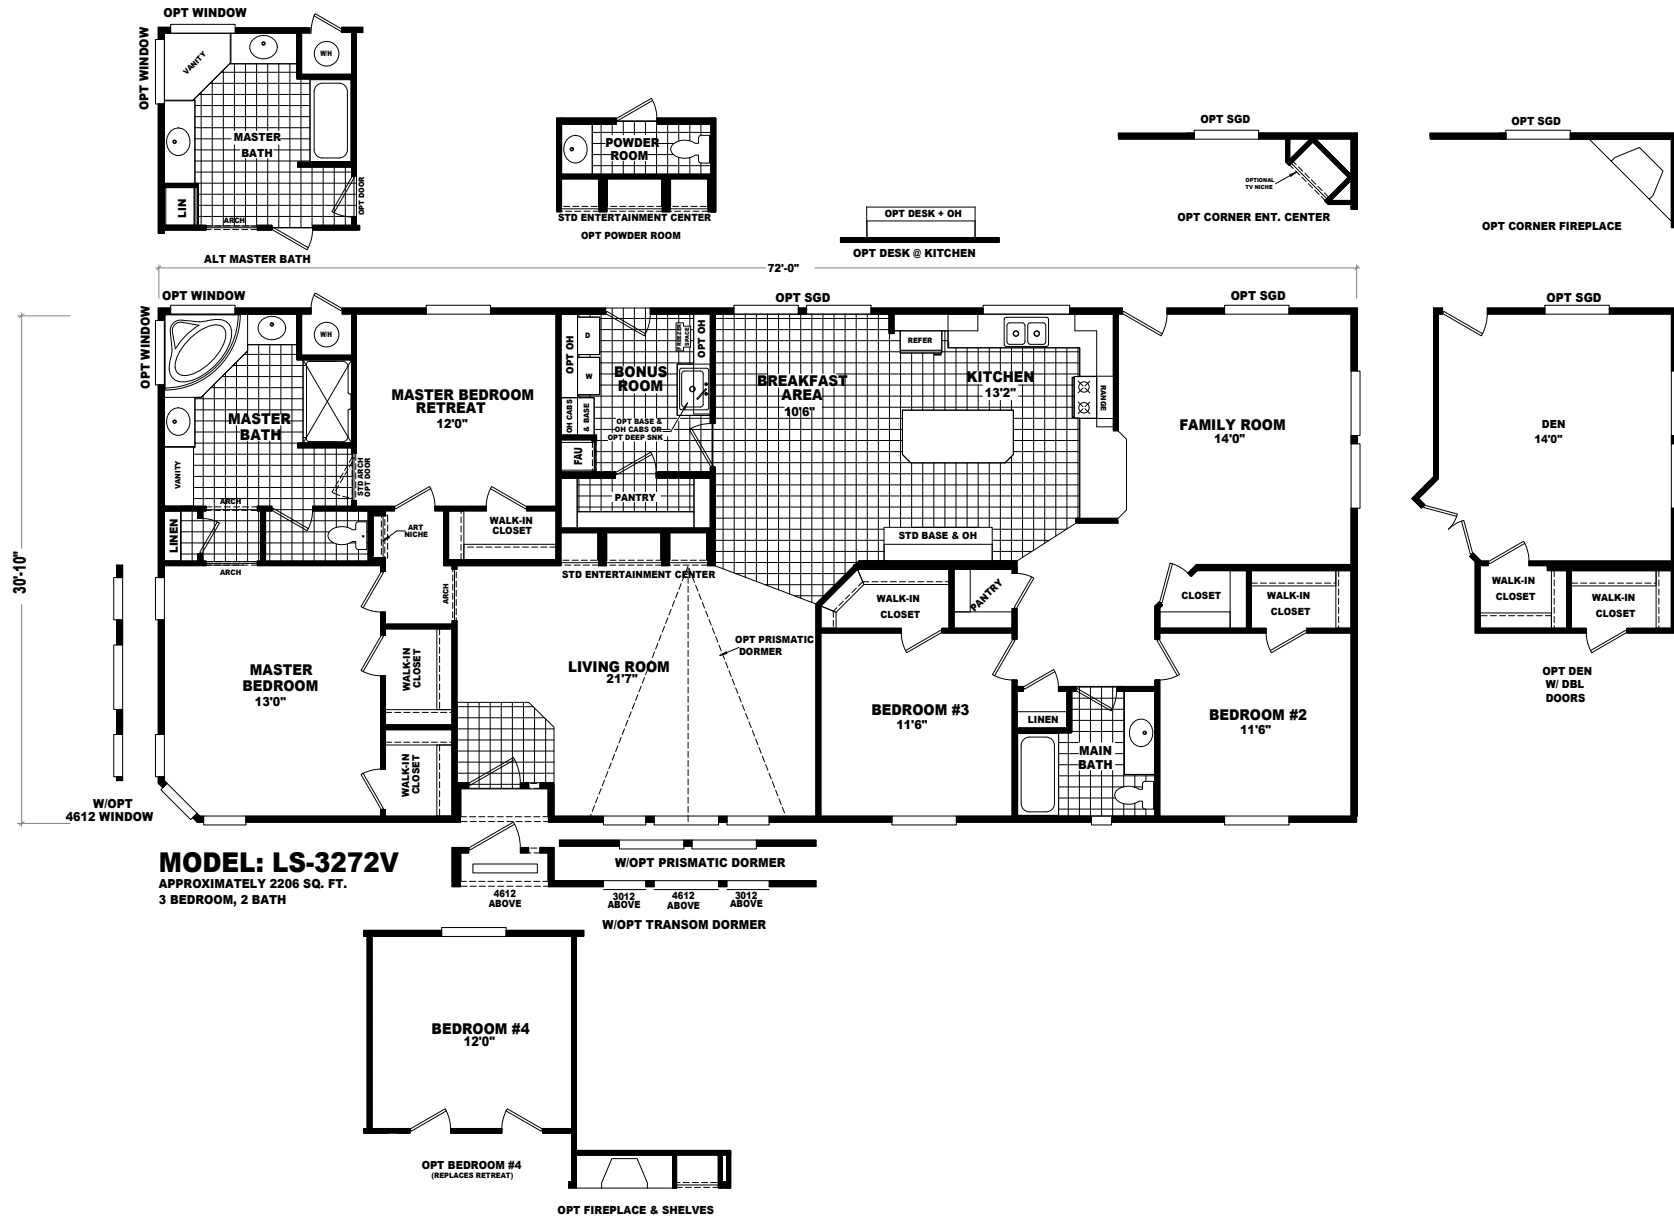 OPT WINDOW
OPT WINDOW
VANITY
W/H
MASTER
BATH
LIN
ARCH
OPT DOOR
ALT MASTER BATH
POWDER
ROOM
STD ENTERTAINMENT CENTER
OPT POWDER ROOM
OPT DESK + OH
OPT DESK @ KITCHEN
OPT SGD
OPTIONAL
TV NICHE
OPT CORNER ENT. CENTER
OPT SGD
OPT CORNER FIREPLACE
72'-0"
30'-10"
OPT WINDOW
OPT WINDOW
W/H
MASTER
BATH
VANITY
STD ARCH
OPT DOOR
ARCH
LINEN
ARCH
MASTER BEDROOM
RETREAT
12'0"
ART
NICHE
WALK-IN
CLOSET
OPT OH
D
W
OH CABS
& BASE
FAU
FREEZER
SPACE
OPT OH
BONUS
ROOM
OPT BASE &
OH CABS OR
OPT DEEP SNK
PANTRY
STD ENTERTAINMENT CENTER
OPT SGD
BREAKFAST
AREA
10'6"
REFER
KITCHEN
13'2"
RANGE
STD BASE & OH
OPT SGD
FAMILY ROOM
14'0"
OPT SGD
DEN
14'0"
WALK-IN
CLOSET
WALK-IN
CLOSET
OPT DEN
W/ DBL
DOORS
ARCH
MASTER
BEDROOM
13'0"
WALK-IN
CLOSET
WALK-IN
CLOSET
LIVING ROOM
21'7"
OPT PRISMATIC
DORMER
WALK-IN
CLOSET
PANTRY
BEDROOM #3
11'6"
CLOSET
WALK-IN
CLOSET
BEDROOM #2
11'6"
LINEN
MAIN
BATH
W/OPT
4612 WINDOW
MODEL: LS-3272V
APPROXIMATELY 2206 SQ. FT.
3 BEDROOM, 2 BATH
4612
ABOVE
W/OPT PRISMATIC DORMER
3012
ABOVE
4612
ABOVE
3012
ABOVE
W/OPT TRANSOM DORMER
BEDROOM #4
12'0"
OPT BEDROOM #4
(REPLACES RETREAT)
OPT FIREPLACE & SHELVES